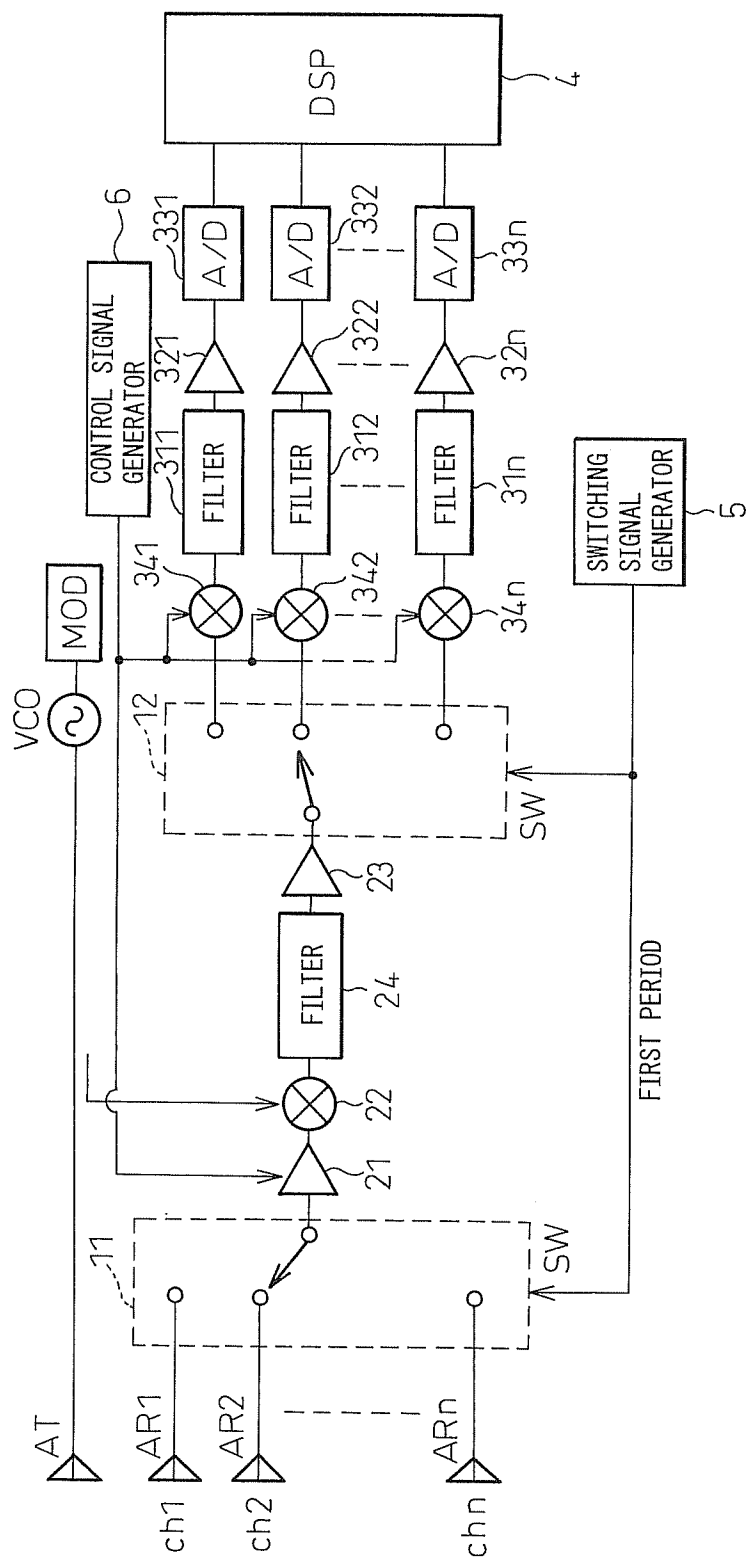 AT
VCO
MOD
CONTROL SIGNAL
GENERATOR
6
ch1
AR1
ch2
AR2
chn
ARn
11
SW
21
22
FILTER
24
23
12
SW
341
342
34n
311
FILTER
312
FILTER
31n
FILTER
321
322
32n
331
A/D
332
A/D
33n
A/D
DSP
4
FIRST PERIOD
SWITCHING
SIGNAL
GENERATOR
5